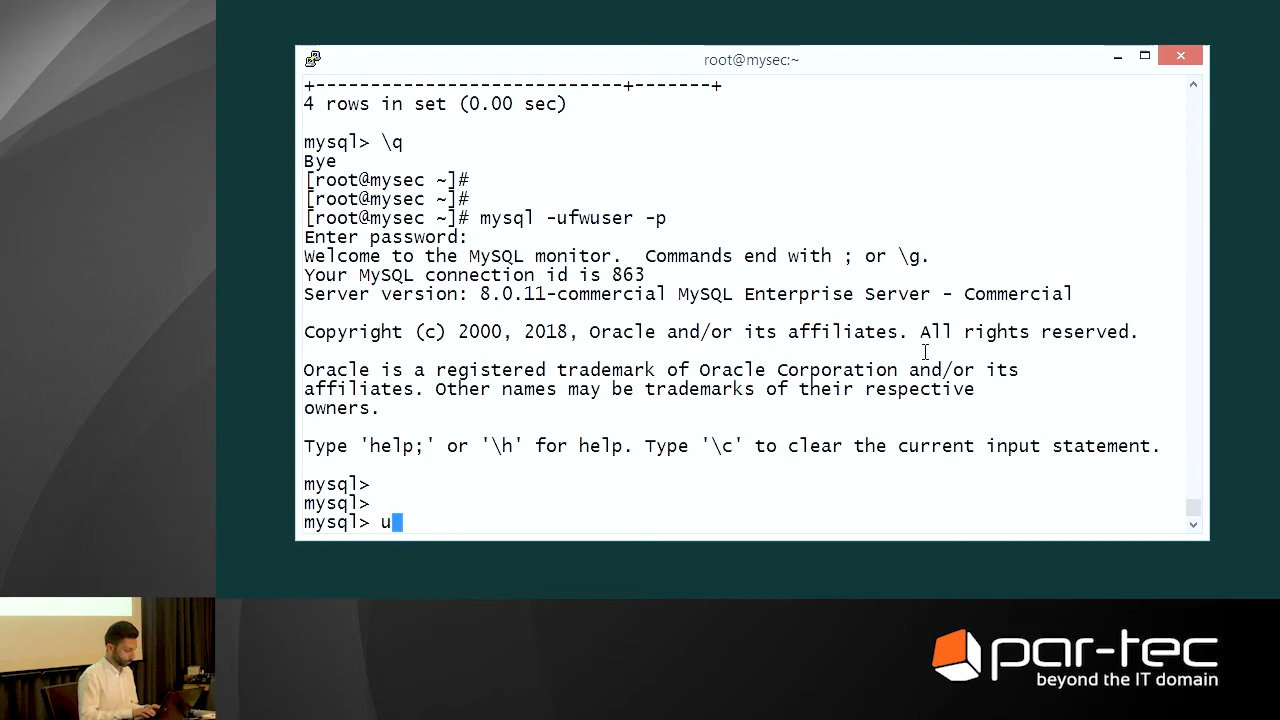 root@mysec:~
+----------------------------+-------+
4 rows in set (0.00 sec)
mysql> \q
Bye
[root@mysec ~]#
[root@mysec ~]#
[root@mysec ~]# mysql -ufwuser -p
Enter password:
Welcome to the MySQL monitor.  Commands end with ; or \g.
Your MySQL connection id is 863
Server version: 8.0.11-commercial MySQL Enterprise Server - Commercial
Copyright (c) 2000, 2018, Oracle and/or its affiliates. All rights reserved.
Oracle is a registered trademark of Oracle Corporation and/or its
affiliates. Other names may be trademarks of their respective
owners.
Type 'help;' or '\h' for help. Type '\c' to clear the current input statement.
mysql>
mysql>
mysql> u
par-tec
beyond the IT domain